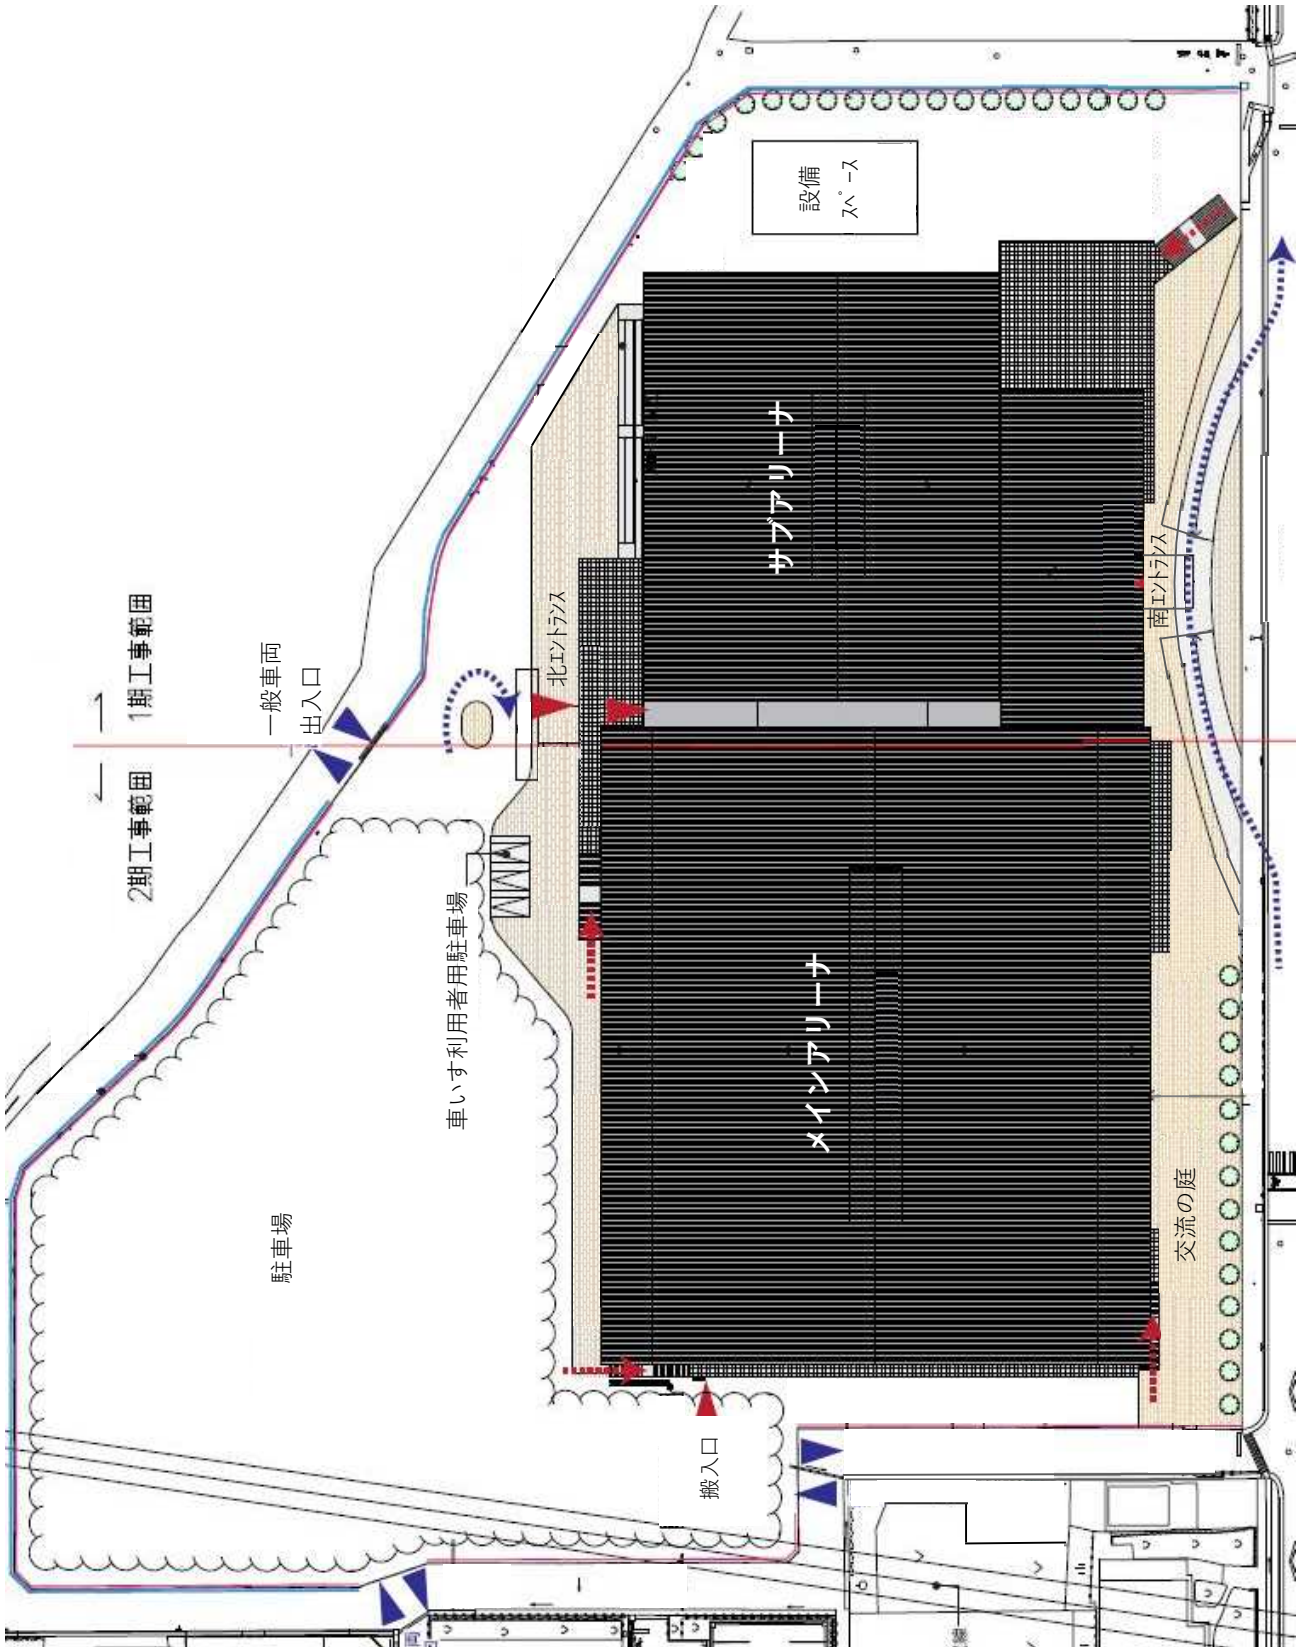 1期工事範囲
2期工事範囲
一般車両
出入口
設備
スペース
サブアリーナ
北エントランス
南エントランス
車いす利用者用駐車場
メインアリーナ
駐車場
交流の庭
搬入口